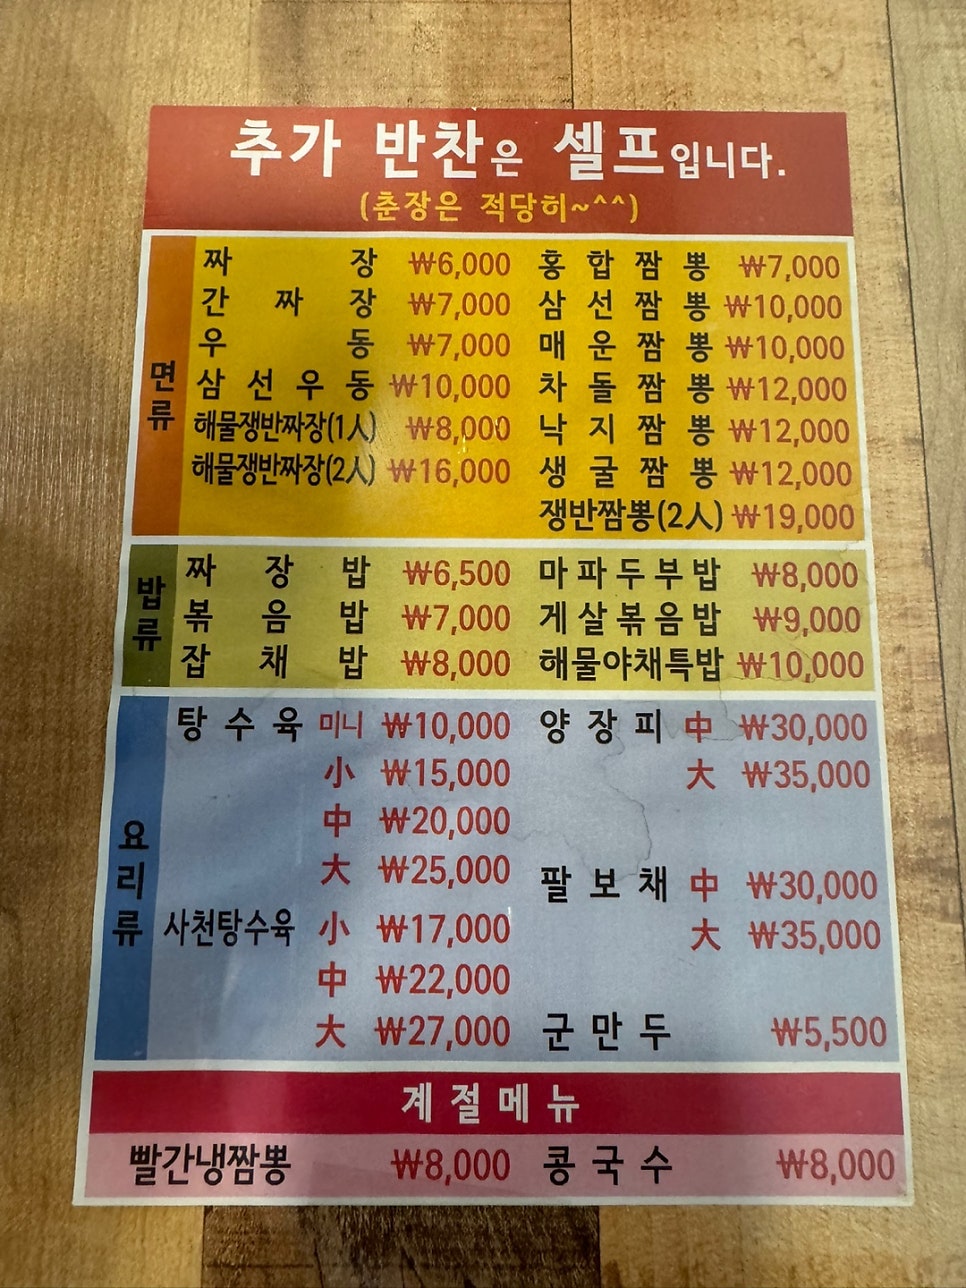 추가 반찬은 셀프입니다.
(춘장은 적당히~^^)
면류
짜장 ₩6,000
간짜장 ₩7,000
우동 ₩7,000
삼선우동 ₩10,000
해물쟁반짜장(1人) ₩8,000
해물쟁반짜장(2人) ₩16,000
홍합짬뽕 ₩7,000
삼선짬뽕 ₩10,000
매운짬뽕 ₩10,000
차돌짬뽕 ₩12,000
낙지짬뽕 ₩12,000
생굴짬뽕 ₩12,000
쟁반짬뽕(2人) ₩19,000
밥류
짜장밥 ₩6,500
볶음밥 ₩7,000
잡채밥 ₩8,000
마파두부밥 ₩8,000
게살볶음밥 ₩9,000
해물야채특밥 ₩10,000
요리류
탕수육 미니 ₩10,000
小 ₩15,000
中 ₩20,000
大 ₩25,000
사천탕수육 小 ₩17,000
中 ₩22,000
大 ₩27,000
양장피 中 ₩30,000
大 ₩35,000
팔보채 中 ₩30,000
大 ₩35,000
군만두 ₩5,500
계절메뉴
빨간냉짬뽕 ₩8,000
콩국수 ₩8,000